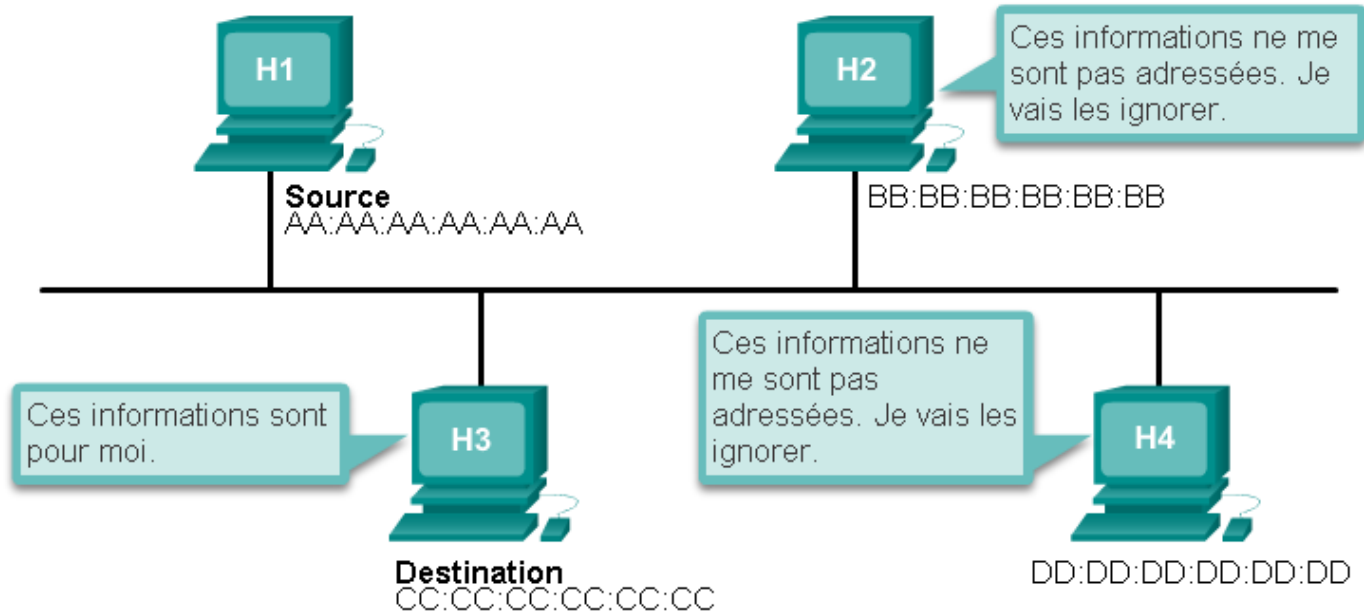 H1
Source
AA:AA:AA:AA:AA:AA
H2
BB:BB:BB:BB:BB:BB
Ces informations ne me
sont pas adressées. Je
vais les ignorer.
Ces informations sont
pour moi.
H3
Destination
CC:CC:CC:CC:CC:CC
Ces informations ne
me sont pas
adressées. Je vais les
ignorer.
H4
DD:DD:DD:DD:DD:DD